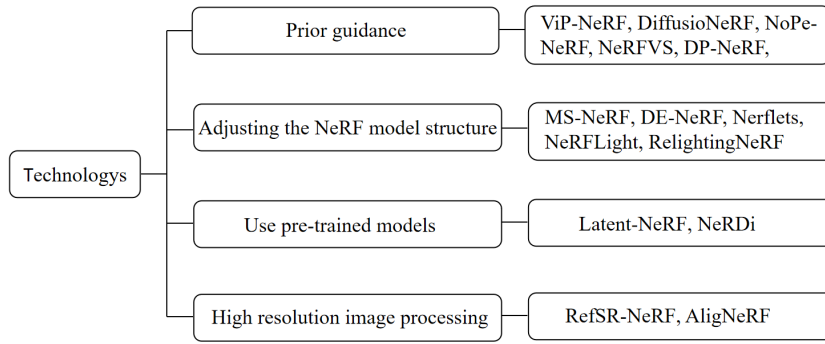 Prior guidance
ViP-NeRF, DiffusioNeRF, NoPe-
NeRF, NeRFVS, DP-NeRF,
Adjusting the NeRF model structure
MS-NeRF, DE-NeRF, Nerflets,
NeRFLight, RelightingNeRF
Technologys
Use pre-trained models
Latent-NeRF, NeRDi
High resolution image processing
RefSR-NeRF, AligNeRF